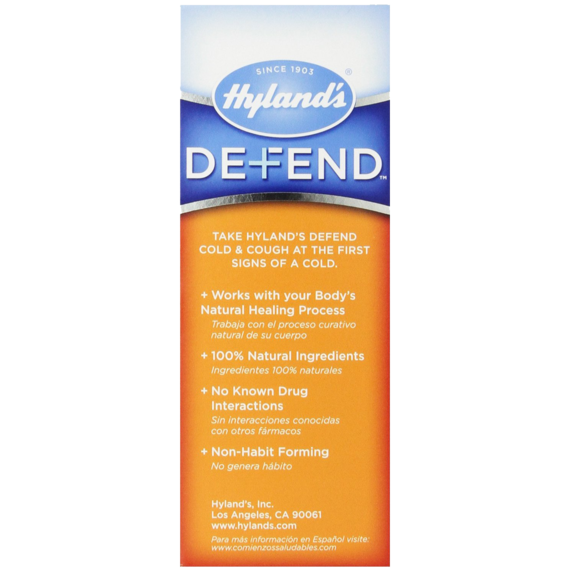 SINCE 1903
Hyland's®
DEFEND™
TAKE HYLAND'S DEFEND
COLD & COUGH AT THE FIRST
SIGNS OF A COLD.
+ Works with your Body's
Natural Healing Process
Trabaja con el proceso curativo
natural de su cuerpo
+ 100% Natural Ingredients
Ingredientes 100% naturales
+ No Known Drug
Interactions
Sin interacciones conocidas
con otros fármacos
+ Non-Habit Forming
No genera hábito
Hyland's, Inc.
Los Angeles, CA 90061
www.hylands.com
Para más información en Español visite:
www.comienzossaludables.com